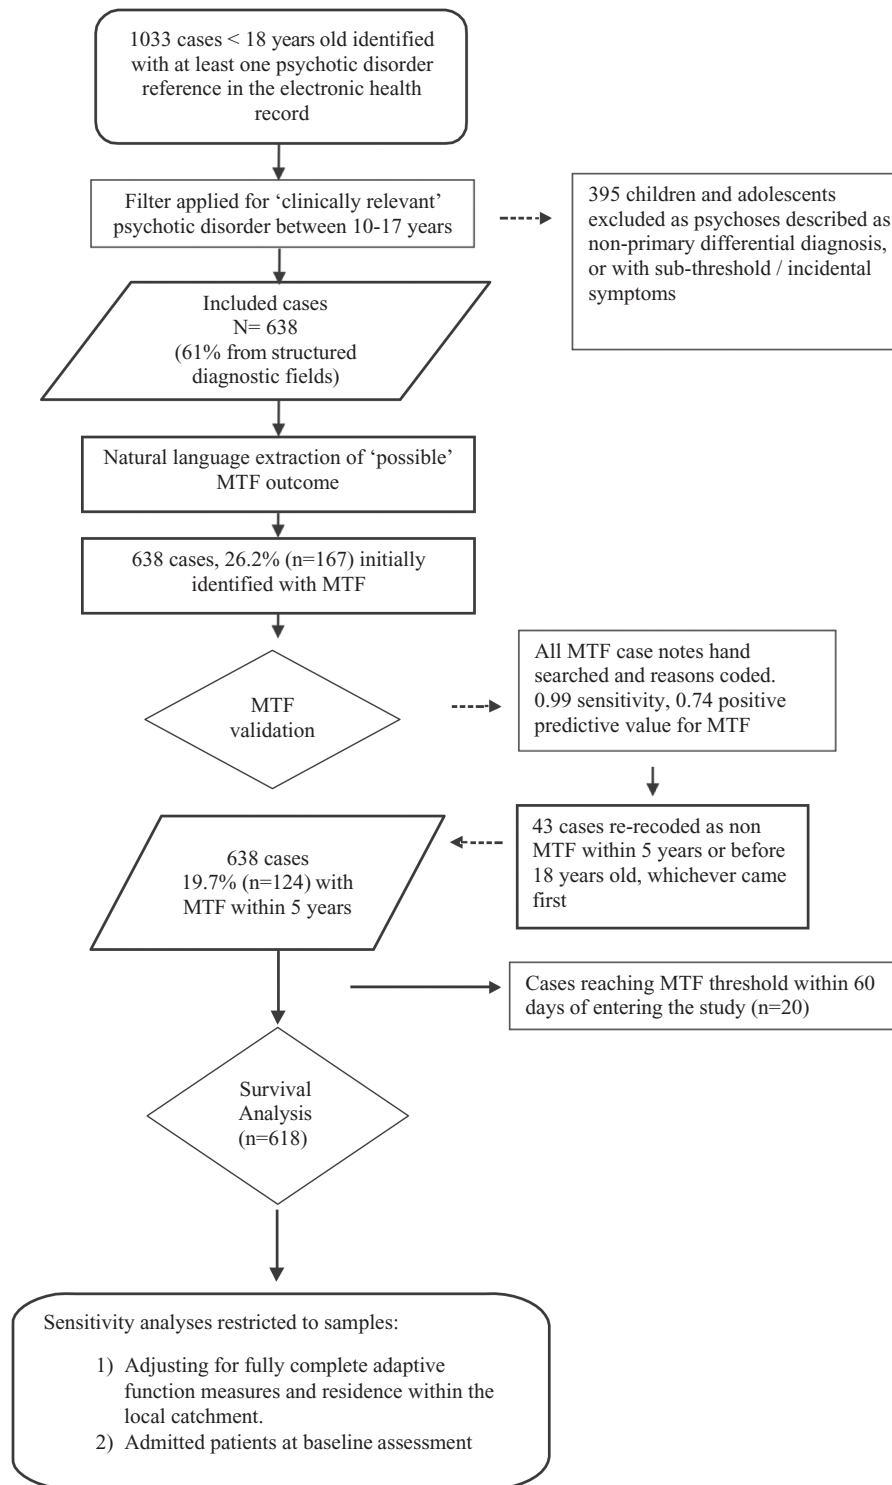 1033 cases < 18 years old identified
with at least one psychotic disorder
reference in the electronic health
record
Filter applied for ‘clinically relevant’
psychotic disorder between 10-17 years
395 children and adolescents
excluded as psychoses described as
non-primary differential diagnosis,
or with sub-threshold / incidental
symptoms
Included cases
N= 638
(61% from structured
diagnostic fields)
Natural language extraction of ‘possible’
MTF outcome
638 cases, 26.2% (n=167) initially
identified with MTF
MTF
validation
All MTF case notes hand
searched and reasons coded.
0.99 sensitivity, 0.74 positive
predictive value for MTF
43 cases re-recoded as non
MTF within 5 years or before
18 years old, whichever came
first
638 cases
19.7% (n=124) with
MTF within 5 years
Cases reaching MTF threshold within 60
days of entering the study (n=20)
Survival
Analysis
(n=618)
Sensitivity analyses restricted to samples:
1) Adjusting for fully complete adaptive
function measures and residence within the
local catchment.
2) Admitted patients at baseline assessment